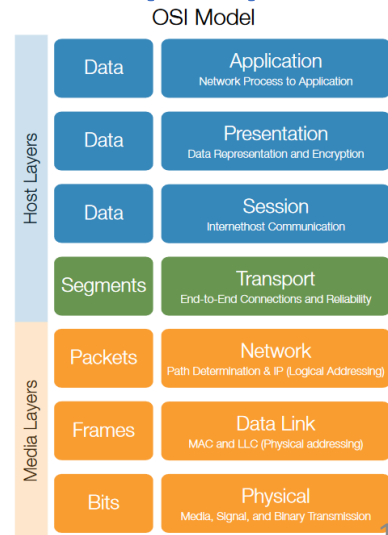 OSI Model
Host Layers
Data
Application
Network Process to Application
Data
Presentation
Data Representation and Encryption
Data
Session
Internethost Communication
Segments
Transport
End-to-End Connections and Reliability
Media Layers
Packets
Network
Path Determination & IP (Logical Addressing)
Frames
Data Link
MAC and LLC (Physical addressing)
Bits
Physical
Media, Signal, and Binary Transmission